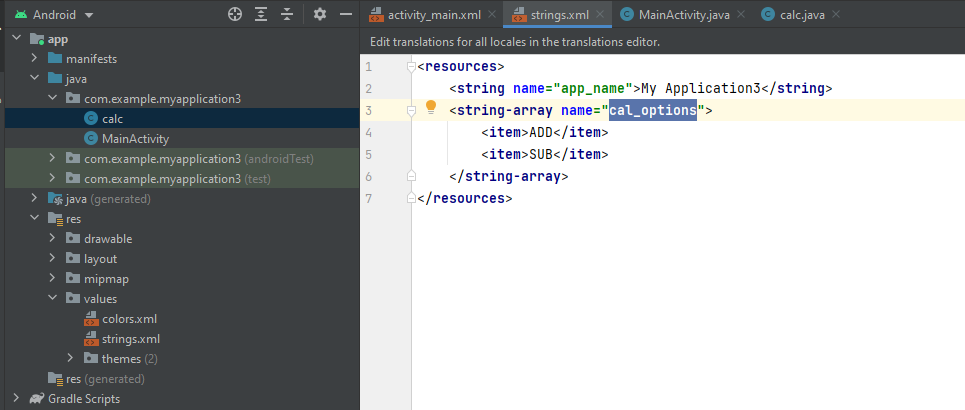 Android
app
manifests
java
com.example.myapplication3
calc
MainActivity
com.example.myapplication3 (androidTest)
com.example.myapplication3 (test)
java (generated)
res
drawable
layout
mipmap
values
colors.xml
strings.xml
themes (2)
res (generated)
Gradle Scripts
activity_main.xml strings.xml MainActivity.java calc.java
Edit translations for all locales in the translations editor.
1 <resources>
2 <string name="app_name">My Application3</string>
3 <string-array name="cal_options">
4 <item>ADD</item>
5 <item>SUB</item>
6 </string-array>
7 </resources>